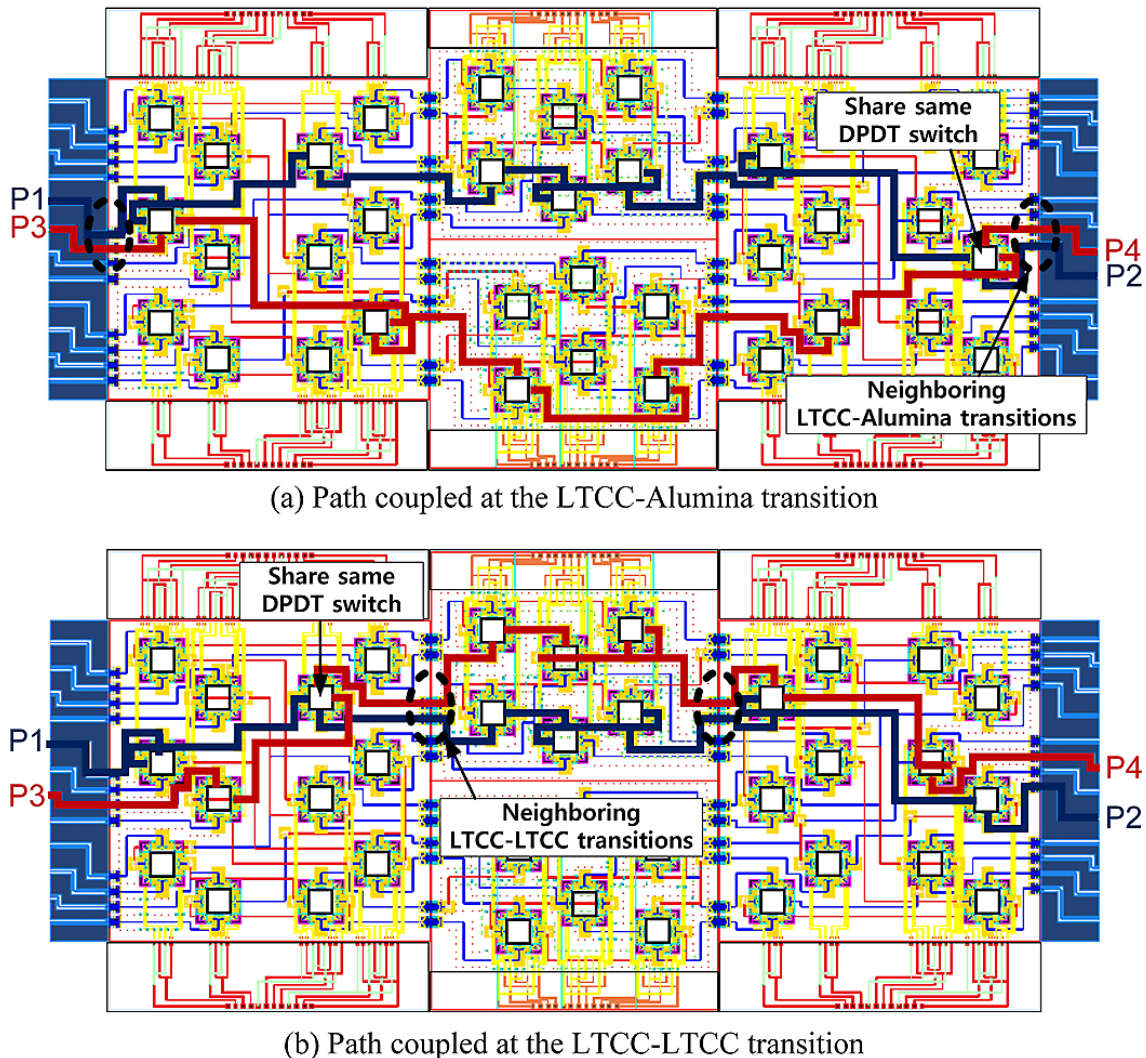 Share same
DPDT switch
P1
P3
P4
P2
Neighboring
LTCC-Alumina transitions
(a) Path coupled at the LTCC-Alumina transition
Share same
DPDT switch
P1
P3
P4
P2
Neighboring
LTCC-LTCC transitions
(b) Path coupled at the LTCC-LTCC transition